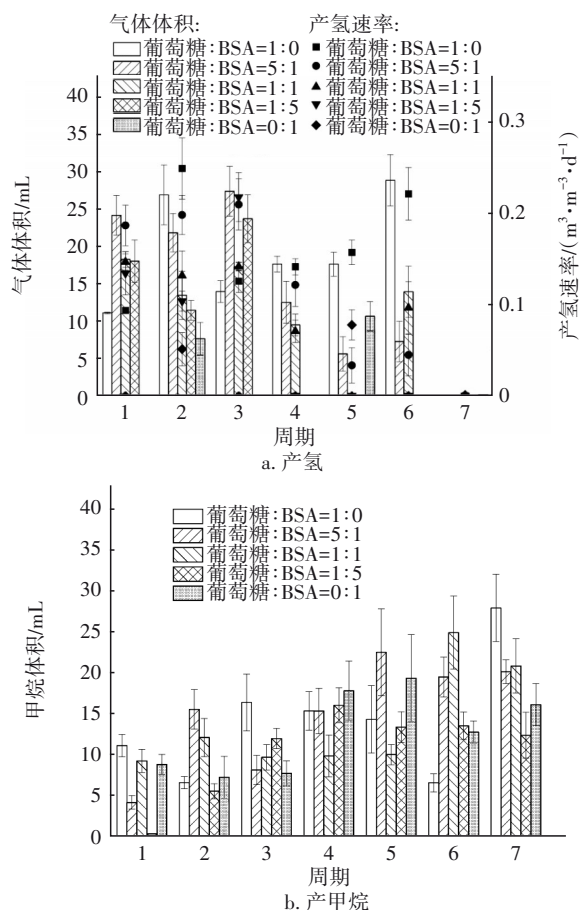 气体体积: 产氢速率:
葡萄糖:BSA=1:0 葡萄糖:BSA=1:0
葡萄糖:BSA=5:1 葡萄糖:BSA=5:1
葡萄糖:BSA=1:1 葡萄糖:BSA=1:1
葡萄糖:BSA=1:5 葡萄糖:BSA=1:5
葡萄糖:BSA=0:1 葡萄糖:BSA=0:1
气体体积/mL
40
35
30
25
20
15
10
5
0
0.3
0.2
0.1
0
产氢速率/(m³·m⁻³·d⁻¹)
1 2 3 4 5 6 7
周期
a. 产氢
葡萄糖:BSA=1:0
葡萄糖:BSA=5:1
葡萄糖:BSA=1:1
葡萄糖:BSA=1:5
葡萄糖:BSA=0:1
甲烷体积/mL
40
35
30
25
20
15
10
5
0
1 2 3 4 5 6 7
周期
b. 产甲烷